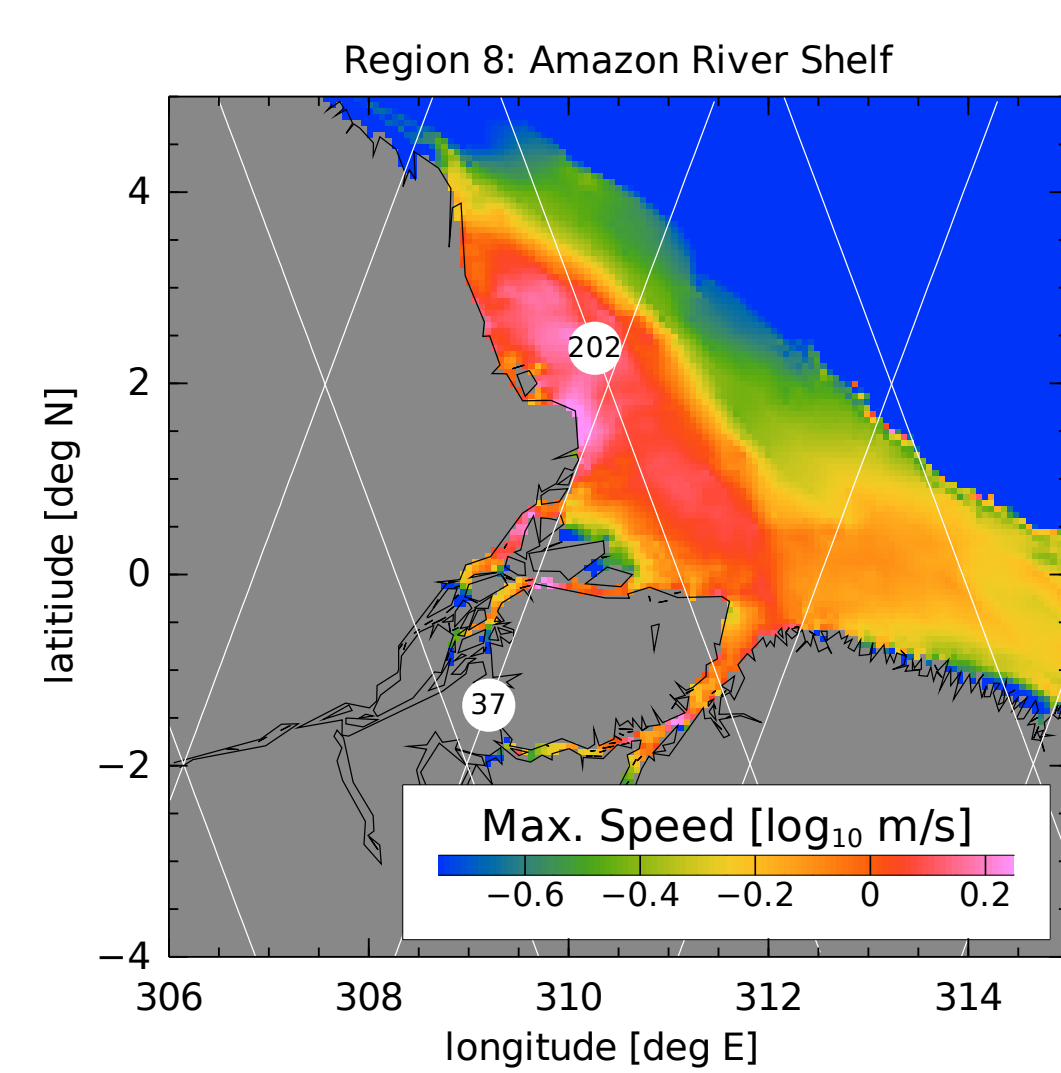 Region 8: Amazon River Shelf
4
2
0
−2
−4
latitiude [deg N]
202
37
Max. Speed [log10 m/s]
−0.6 −0.4 −0.2 0 0.2
306 308 310 312 314
longitude [deg E]